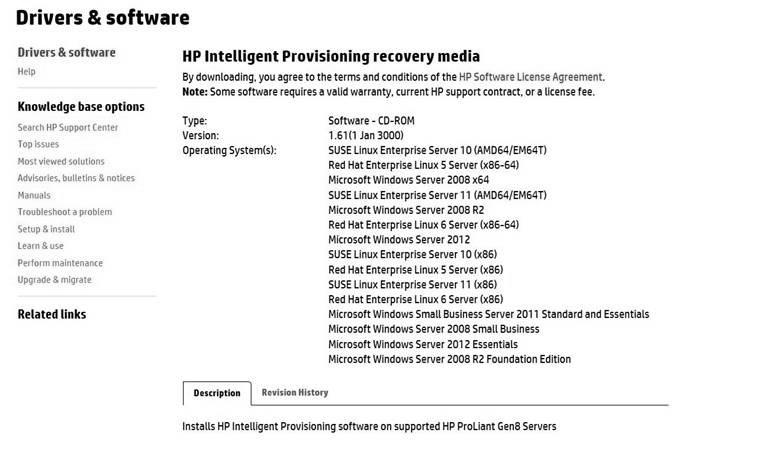 Drivers & software
Drivers & software
Help
Knowledge base options
Search HP Support Center
Top issues
Most viewed solutions
Advisories, bulletins & notices
Manuals
Troubleshoot a problem
Setup & install
Learn & use
Perform maintenance
Upgrade & migrate
Related links
HP Intelligent Provisioning recovery media
By downloading, you agree to the terms and conditions of the HP Software License Agreement.
Note: Some software requires a valid warranty, current HP support contract, or a license fee.
Type: Software - CD-ROM
Version: 1.61(1 Jan 3000)
Operating System(s): SUSE Linux Enterprise Server 10 (AMD64/EM64T)
Red Hat Enterprise Linux 5 Server (x86-64)
Microsoft Windows Server 2008 x64
SUSE Linux Enterprise Server 11 (AMD64/EM64T)
Microsoft Windows Server 2008 R2
Red Hat Enterprise Linux 6 Server (x86-64)
Microsoft Windows Server 2012
SUSE Linux Enterprise Server 10 (x86)
Red Hat Enterprise Linux 5 Server (x86)
SUSE Linux Enterprise Server 11 (x86)
Red Hat Enterprise Linux 6 Server (x86)
Microsoft Windows Small Business Server 2011 Standard and Essentials
Microsoft Windows Server 2008 Small Business
Microsoft Windows Server 2012 Essentials
Microsoft Windows Server 2008 R2 Foundation Edition
Description Revision History
Installs HP Intelligent Provisioning software on supported HP ProLiant Gen8 Servers